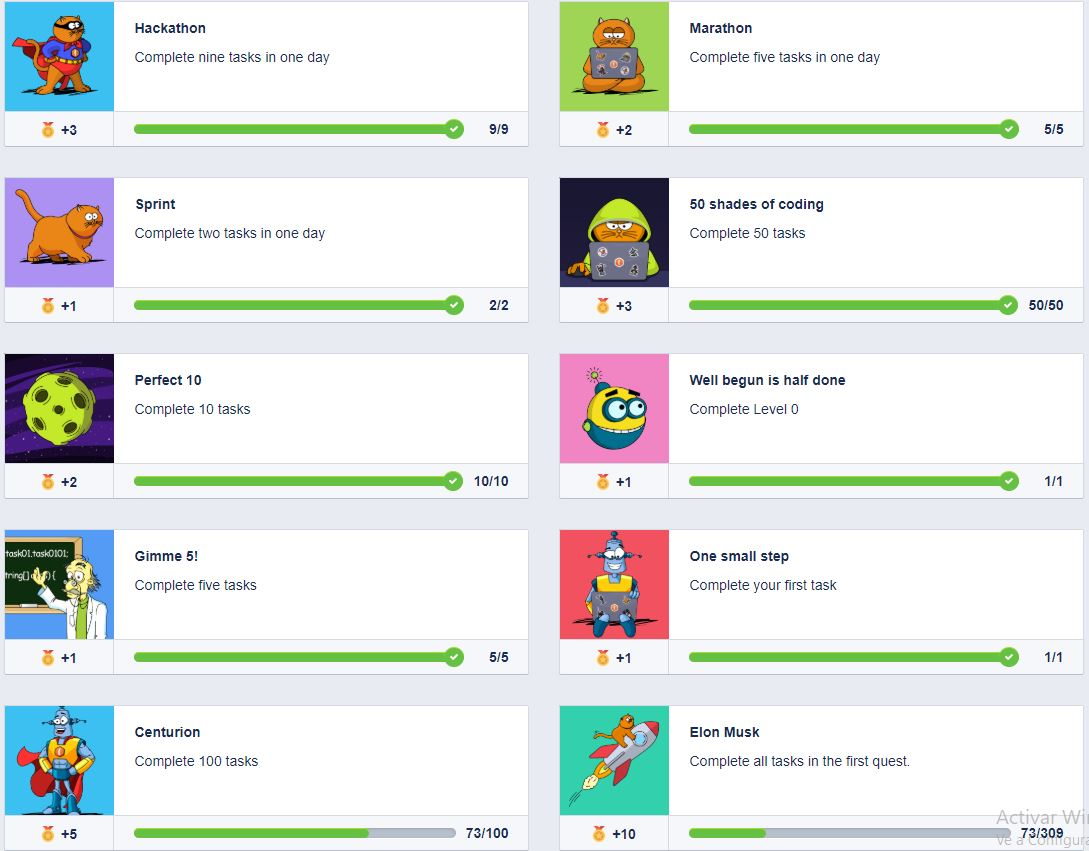 Hackathon
Complete nine tasks in one day
+3
9/9
Marathon
Complete five tasks in one day
+2
5/5
Sprint
Complete two tasks in one day
+1
2/2
50 shades of coding
Complete 50 tasks
+3
50/50
Perfect 10
Complete 10 tasks
+2
10/10
Well begun is half done
Complete Level 0
+1
1/1
task01.task0101;
Gimme 5!
Complete five tasks
+1
5/5
One small step
Complete your first task
+1
1/1
Centurion
Complete 100 tasks
+5
73/100
Elon Musk
Complete all tasks in the first quest.
+10
73/309
Activar Win
Ve a Configura